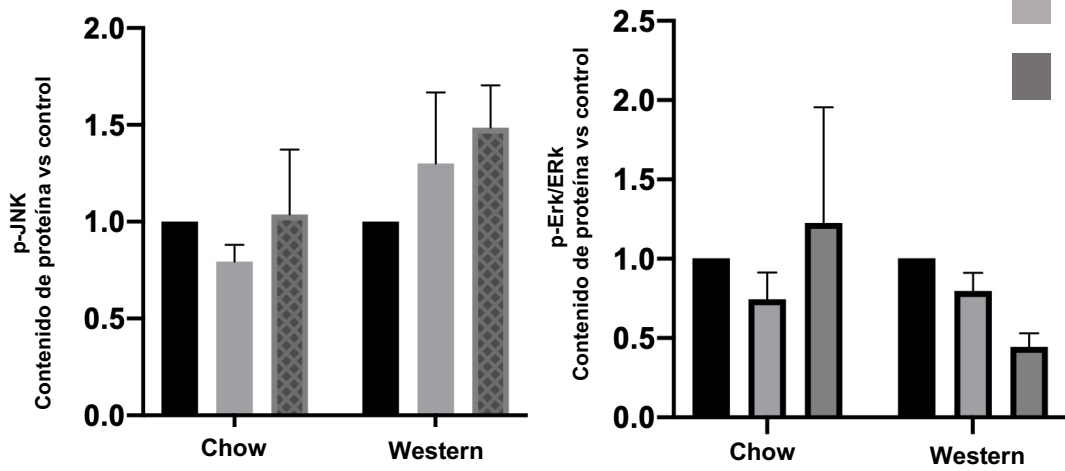 p-JNK
Contenido de proteína vs control
2.0
1.5
1.0
0.5
0.0
Chow
Western
p-Erk/ERk
Contenido de proteína vs control
2.5
2.0
1.5
1.0
0.5
0.0
Chow
Western